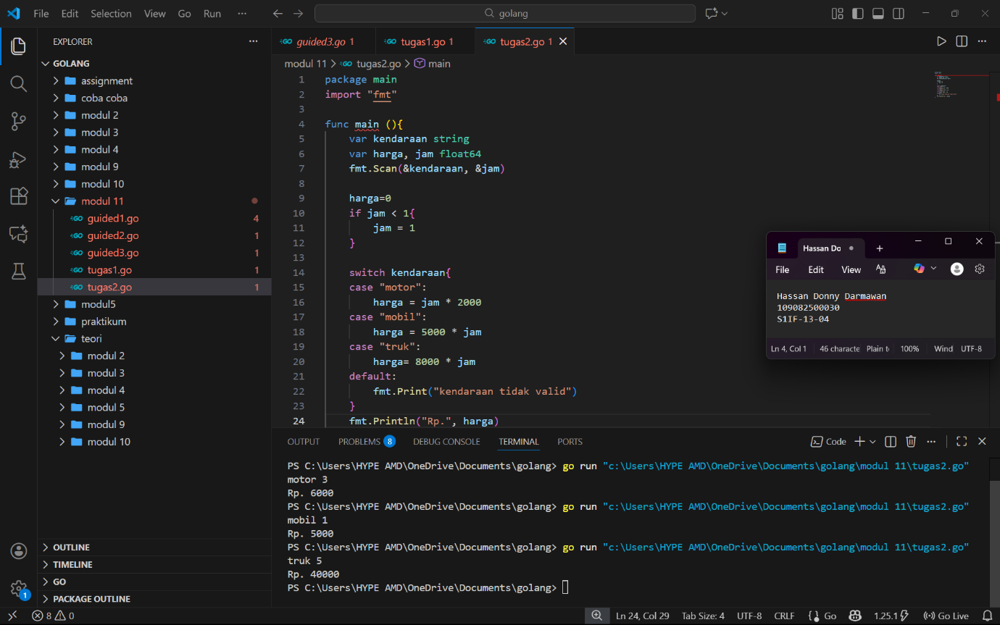 File Edit Selection View Go Run ··· golang
EXPLORER ···
GOLANG
assignment
coba coba
modul 2
modul 3
modul 4
modul 9
modul 10
modul 11
guided1.go 4
guided2.go 1
guided3.go 1
tugas1.go 1
tugas2.go 1
modul5
praktikum
teori
modul 2
modul 3
modul 4
modul 5
modul 9
modul 10
OUTLINE
TIMELINE
GO
PACKAGE OUTLINE
GO guided3.go 1 GO tugas1.go 1 GO tugas2.go 1
modul 11 > GO tugas2.go > main
1 package main
2 import "fmt"
3
4 func main (){
5 var kendaraan string
6 var harga, jam float64
7 fmt.Scan(&kendaraan, &jam)
8
9 harga=0
10 if jam < 1{
11 jam = 1
12 }
13
14 switch kendaraan{
15 case "motor":
16 harga = jam * 2000
17 case "mobil":
18 harga = 5000 * jam
19 case "truk":
20 harga= 8000 * jam
21 default:
22 fmt.Print("kendaraan tidak valid")
23 }
24 fmt.Println("Rp.", harga)
Hassan Do
File Edit View
Hassan Donny Darmawan
109082500030
S1IF-13-04
Ln 4, Col 1 46 characte Plain t 100% Wind UTF-8
OUTPUT PROBLEMS 8 DEBUG CONSOLE TERMINAL PORTS Code
PS C:\Users\HYPE AMD\OneDrive\Documents\golang> go run "c:\Users\HYPE AMD\OneDrive\Documents\golang\modul 11\tugas2.go"
motor 3
Rp. 6000
PS C:\Users\HYPE AMD\OneDrive\Documents\golang> go run "c:\Users\HYPE AMD\OneDrive\Documents\golang\modul 11\tugas2.go"
mobil 1
Rp. 5000
PS C:\Users\HYPE AMD\OneDrive\Documents\golang> go run "c:\Users\HYPE AMD\OneDrive\Documents\golang\modul 11\tugas2.go"
truk 5
Rp. 40000
PS C:\Users\HYPE AMD\OneDrive\Documents\golang>
1
8 0 Ln 24, Col 29 Tab Size: 4 UTF-8 CRLF Go 1.25.1 Go Live